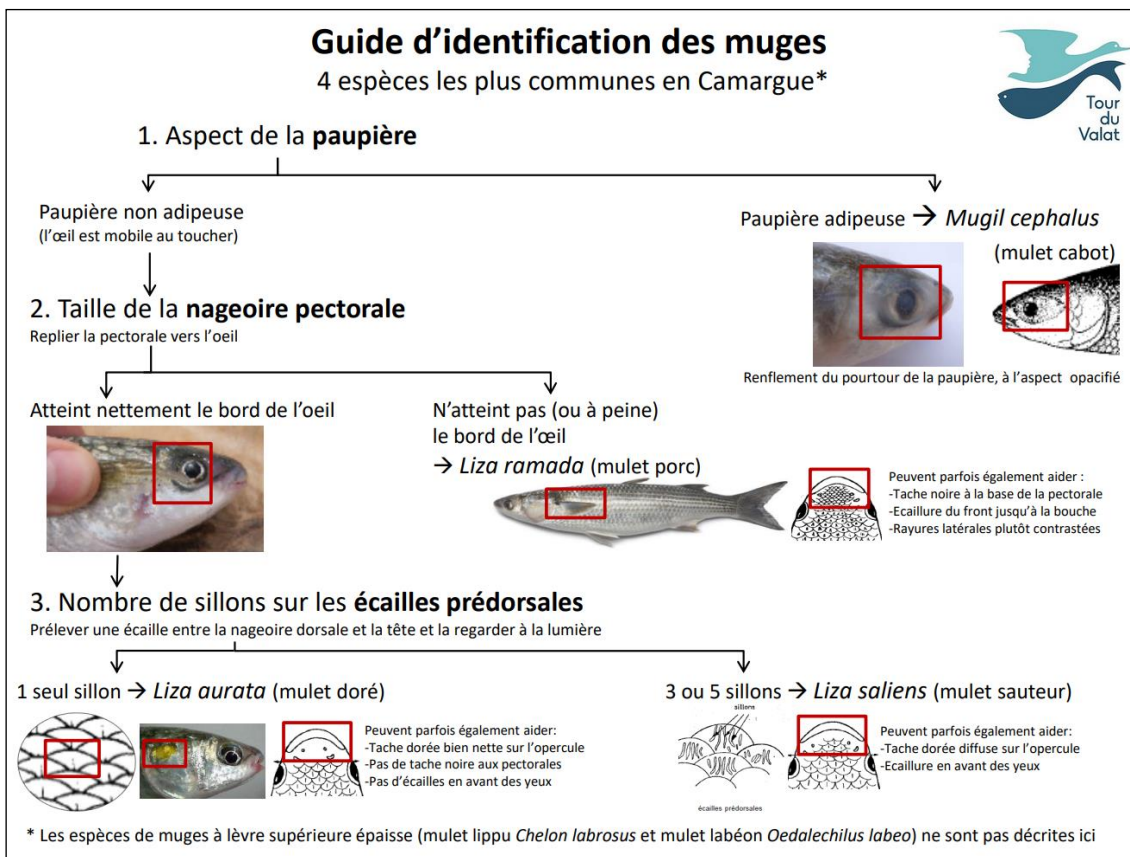 Guide d’identification des muges
4 espèces les plus communes en Camargue*
Tour
du
Valat
1. Aspect de la paupière
Paupière non adipeuse
(l’œil est mobile au toucher)
Paupière adipeuse → Mugil cephalus
(mulet cabot)
Renflement du pourtour de la paupière, à l’aspect opacifié
2. Taille de la nageoire pectorale
Replier la pectorale vers l’oeil
Atteint nettement le bord de l’oeil
N’atteint pas (ou à peine)
le bord de l’œil
→ Liza ramada (mulet porc)
Peuvent parfois également aider :
-Tache noire à la base de la pectorale
-Ecaillure du front jusqu’à la bouche
-Rayures latérales plutôt contrastées
3. Nombre de sillons sur les écailles prédorsales
Prélever une écaille entre la nageoire dorsale et la tête et la regarder à la lumière
1 seul sillon → Liza aurata (mulet doré)
Peuvent parfois également aider:
-Tache dorée bien nette sur l’opercule
-Pas de tache noire aux pectorales
-Pas d’écailles en avant des yeux
3 ou 5 sillons → Liza saliens (mulet sauteur)
sillons
écailles prédorsales
Peuvent parfois également aider:
-Tache dorée diffuse sur l’opercule
-Ecaillure en avant des yeux
* Les espèces de muges à lèvre supérieure épaisse (mulet lippu Chelon labrosus et mulet labéon Oedalechilus labeo) ne sont pas décrites ici